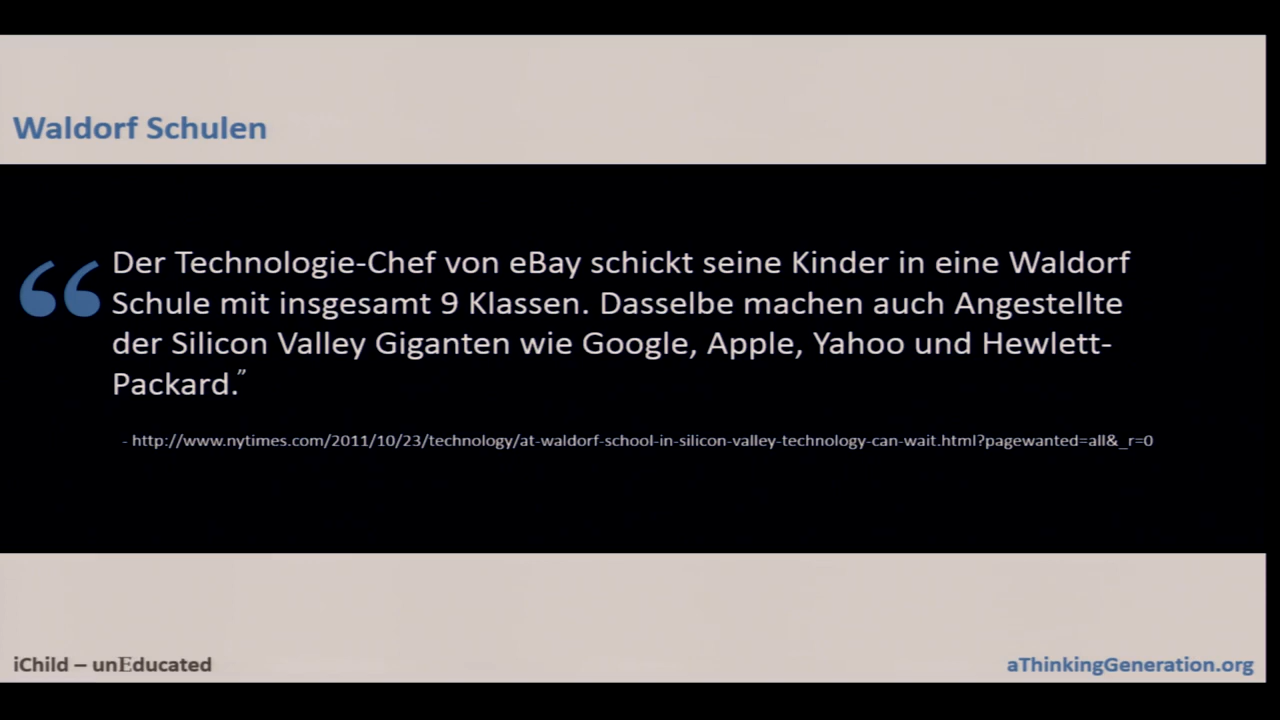 Waldorf Schulen
“
Der Technologie-Chef von eBay schickt seine Kinder in eine Waldorf
Schule mit insgesamt 9 Klassen. Dasselbe machen auch Angestellte
der Silicon Valley Giganten wie Google, Apple, Yahoo und Hewlett-
Packard.”
- http://www.nytimes.com/2011/10/23/technology/at-waldorf-school-in-silicon-valley-technology-can-wait.html?pagewanted=all&_r=0
iChild – unEducated
aThinkingGeneration.org